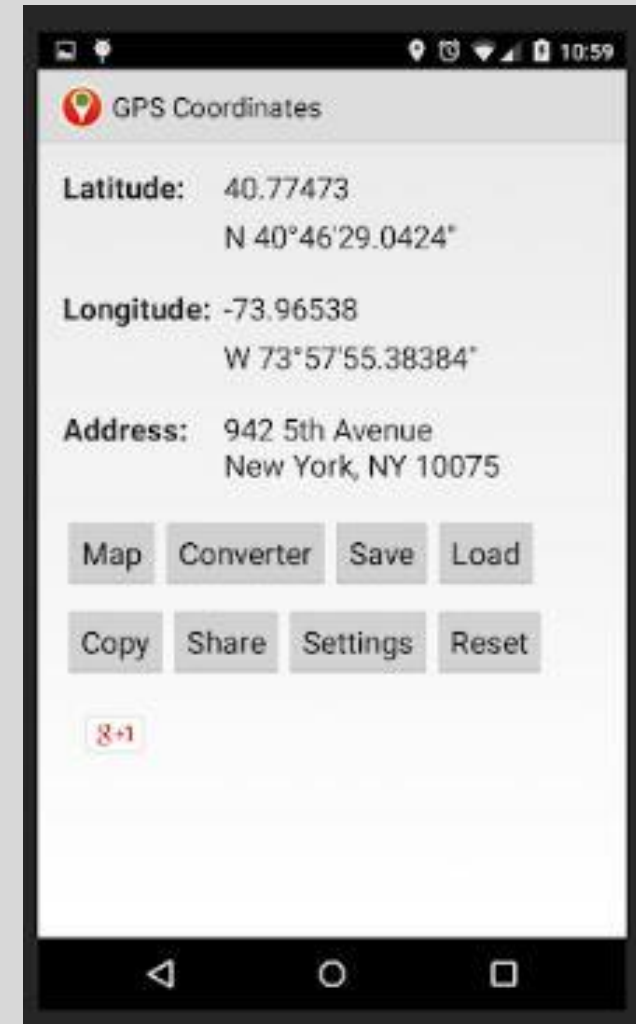 10:59
GPS Coordinates
Latitude: 40.77473
N 40°46'29.0424"
Longitude: -73.96538
W 73°57'55.38384"
Address: 942 5th Avenue
New York, NY 10075
Map Converter Save Load
Copy Share Settings Reset
g+1